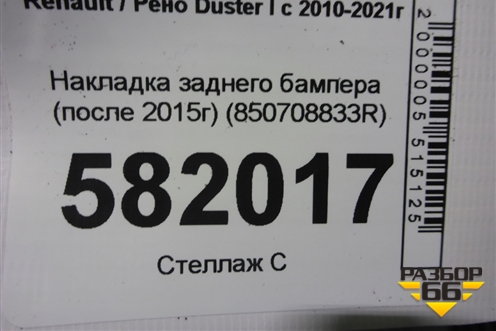 Renault / Рено Duster I с 2010-2021г
Накладка заднего бампера
(после 2015г) (850708833R)
582017
Стеллаж С
2000005515125
РАЗБОР
66